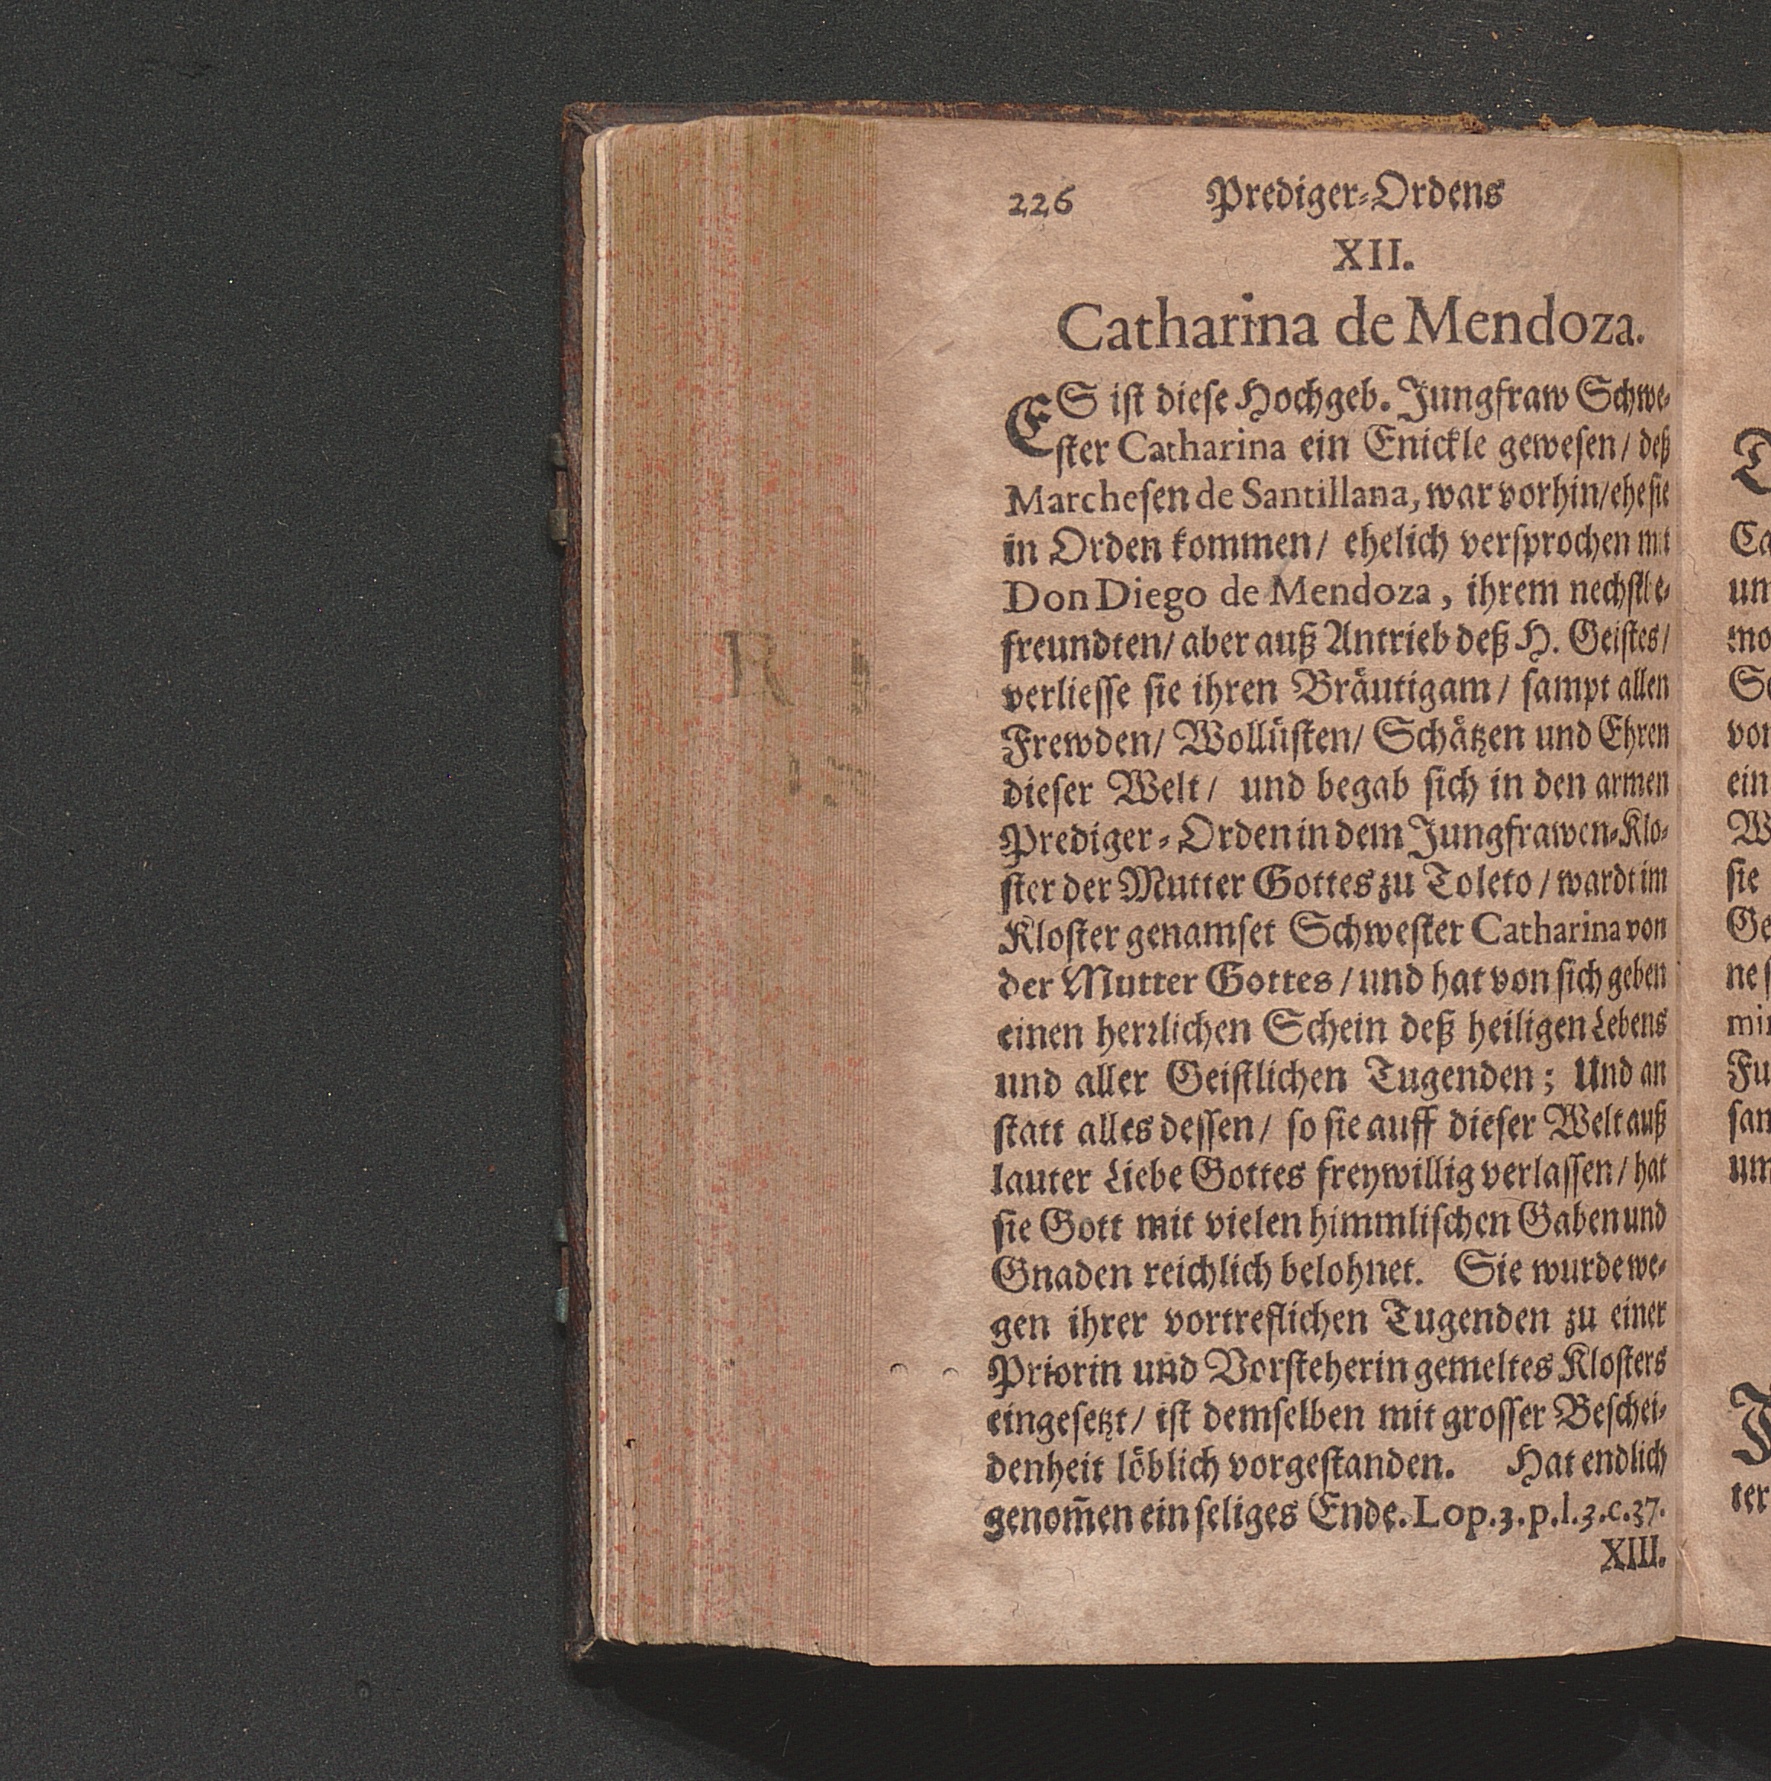 226 Prediger-Ordens
XII.
Catharina de Mendoza.
ES iſt dieſe Hochgeb. Jungfraw Schwe-
ſter Catharina ein Enickle geweſen / deß
Marcheſen de Santillana, war vorhin / ehe ſie
in Orden kommen / ehelich verſprochen mit
Don Diego de Mendoza, ihrem nechſtbe-
freundten / aber auß Antrieb deß H. Geiſtes /
verlieſſe ſie ihren Bräutigam / ſampt allen
Frewden / Wollüſten / Schätzen und Ehren
dieſer Welt / und begab ſich in den armen
Prediger-Orden in dem Jungfrawen-Klo-
ſter der Mutter Gottes zu Toleto / wardt im
Kloſter genamſet Schweſter Catharina von
der Mutter Gottes / und hat von ſich geben
einen herꝛlichen Schein deß heiligen Lebens
und aller Geiſtlichen Tugenden; Und an
ſtatt alles deſſen / ſo ſie auff dieſer Welt auß
lauter Liebe Gottes freywillig verlaſſen / hat
ſie Gott mit vielen himmliſchen Gaben und
Gnaden reichlich belohnet. Sie wurde we-
gen ihrer vortreflichen Tugenden zu einer
Priorin und Vorſteherin gemeltes Kloſters
eingeſetzt / iſt demſelben mit groſſer Beſchei-
denheit löblich vorgeſtanden. Hat endlich
genom̃en ein ſeliges Ende. Lop. 3. p. l. 3. c. 37.
XIII.